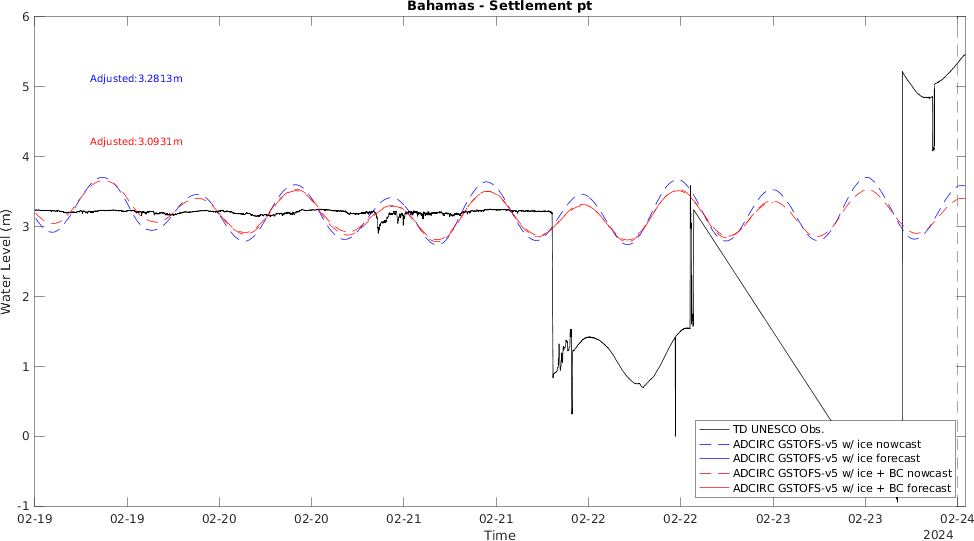 Bahamas - Settlement pt
6
5
4
3
2
1
0
-1
Water Level (m)
Adjusted:3.2813m
Adjusted:3.0931m
TD UNESCO Obs.
ADCIRC GSTOFS-v5 w/ ice nowcast
ADCIRC GSTOFS-v5 w/ ice forecast
ADCIRC GSTOFS-v5 w/ ice + BC nowcast
ADCIRC GSTOFS-v5 w/ ice + BC forecast
02-19 02-19 02-20 02-20 02-21 02-21 02-22 02-22 02-23 02-23 02-24
Time
2024